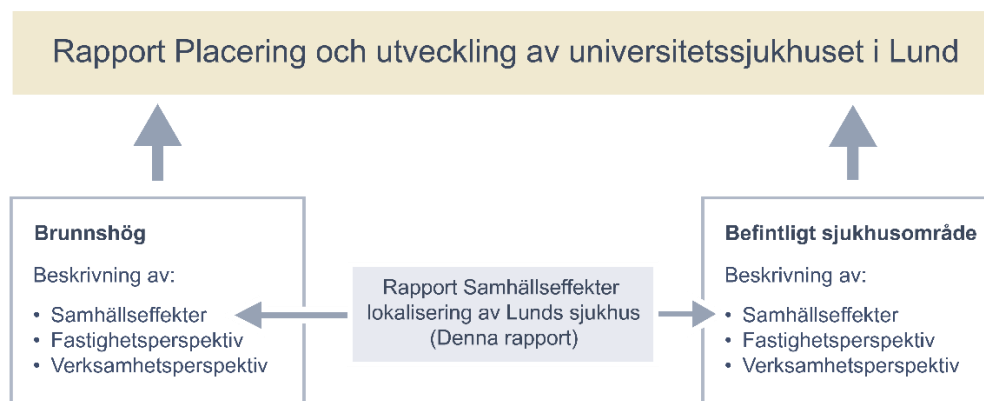 Rapport Placering och utveckling av universitetssjukhuset i Lund
Brunnshög
Beskrivning av:
• Samhällseffekter
• Fastighetsperspektiv
• Verksamhetsperspektiv
Rapport Samhällseffekter
lokalisering av Lunds sjukhus
(Denna rapport)
Befintligt sjukhusområde
Beskrivning av:
• Samhällseffekter
• Fastighetsperspektiv
• Verksamhetsperspektiv